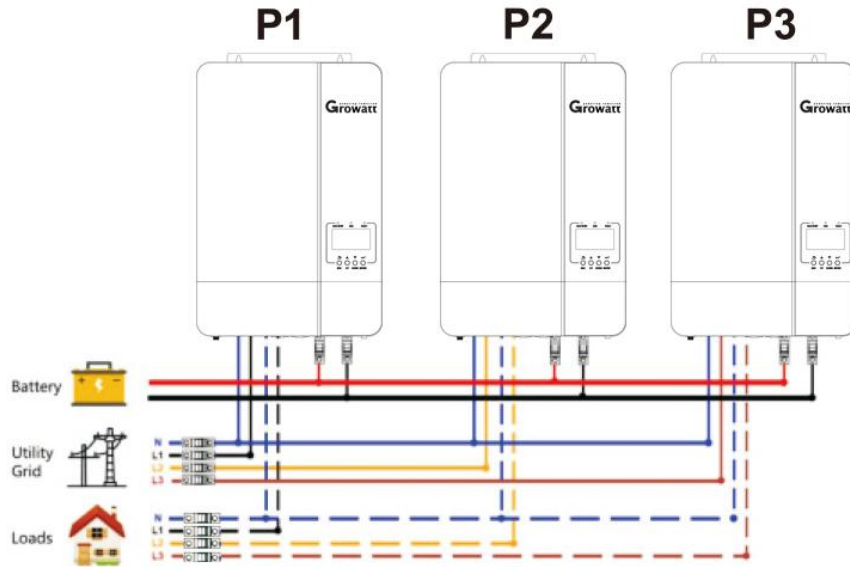 P1 P2 P3
Growatt Growatt Growatt
Battery
Utility
Grid
N
L1
L2
L3
Loads
N
L1
L2
L3